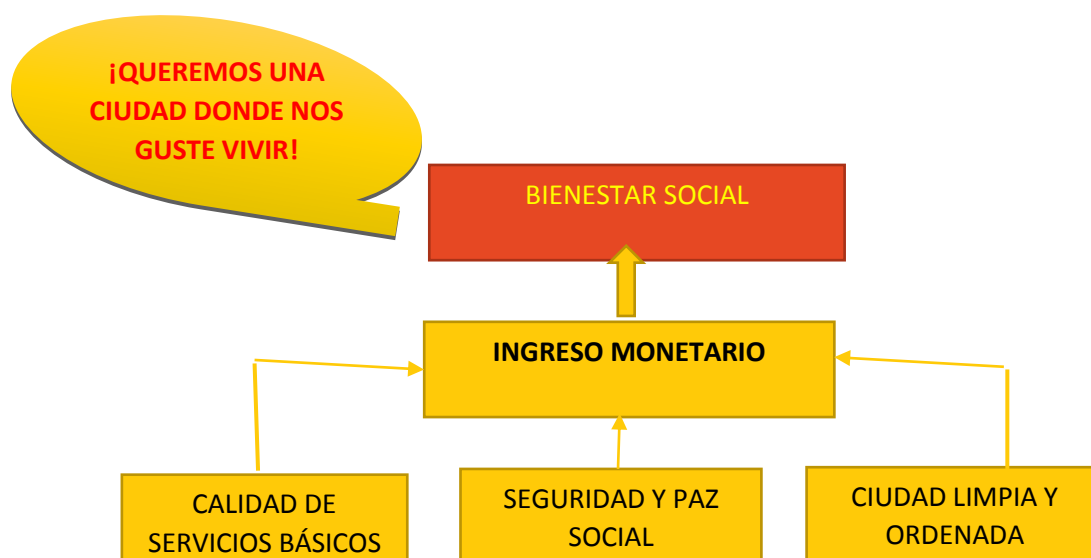 ¡QUEREMOS UNA
CIUDAD DONDE NOS
GUSTE VIVIR!
BIENESTAR SOCIAL
INGRESO MONETARIO
CALIDAD DE
SERVICIOS BÁSICOS
SEGURIDAD Y PAZ
SOCIAL
CIUDAD LIMPIA Y
ORDENADA